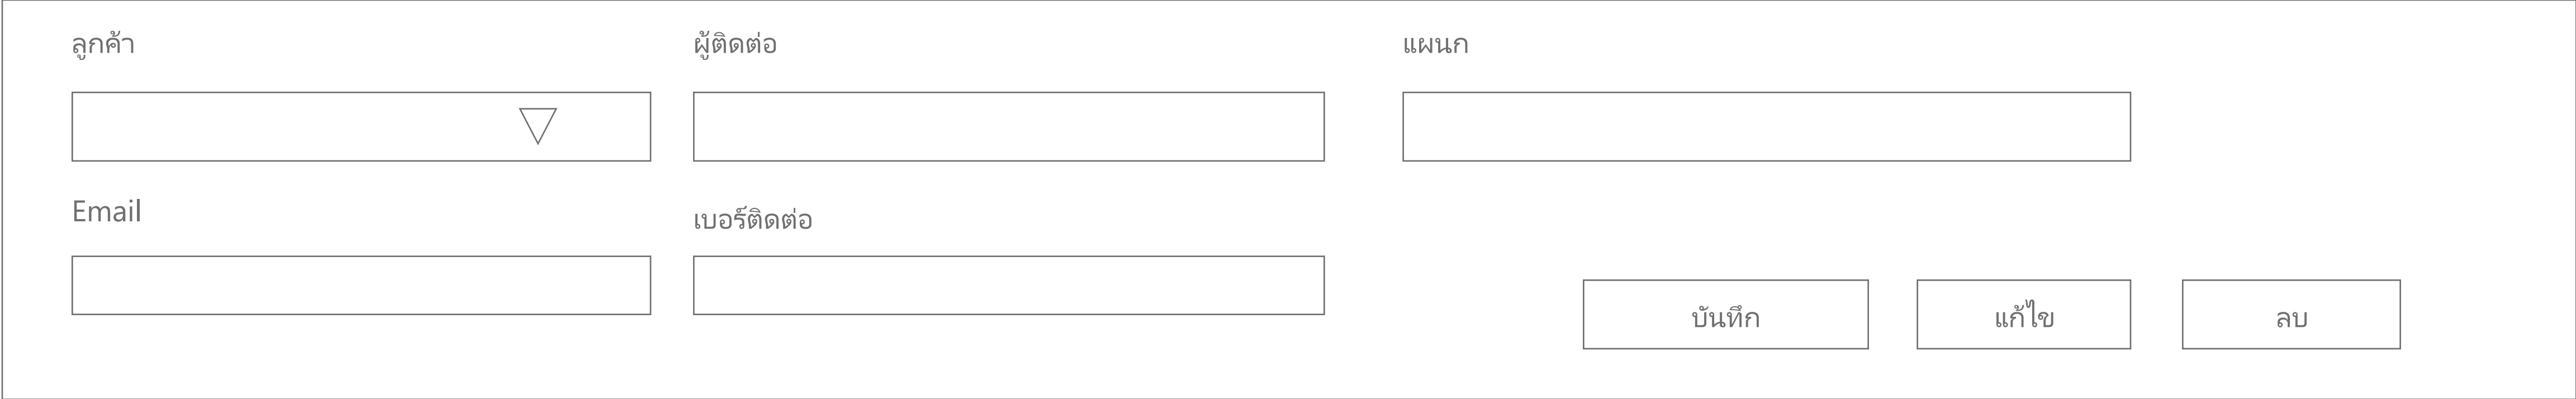 ลูกค้า
ผู้ติดต่อ
แผนก
Email
เบอร์ติดต่อ
บันทึก
แก้ไข
ลบ